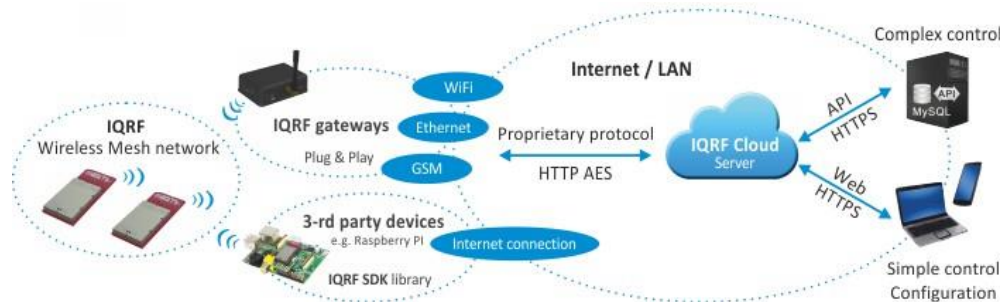 IQRF
Wireless Mesh network
IQRF gateways
Plug & Play
WiFi
Ethernet
GSM
3-rd party devices
e.g. Raspberry PI
IQRF SDK library
Internet connection
Internet / LAN
Proprietary protocol
HTTP AES
IQRF Cloud
Server
API
HTTPS
Web
HTTPS
Complex control
MySQL
API
Simple control
Configuration